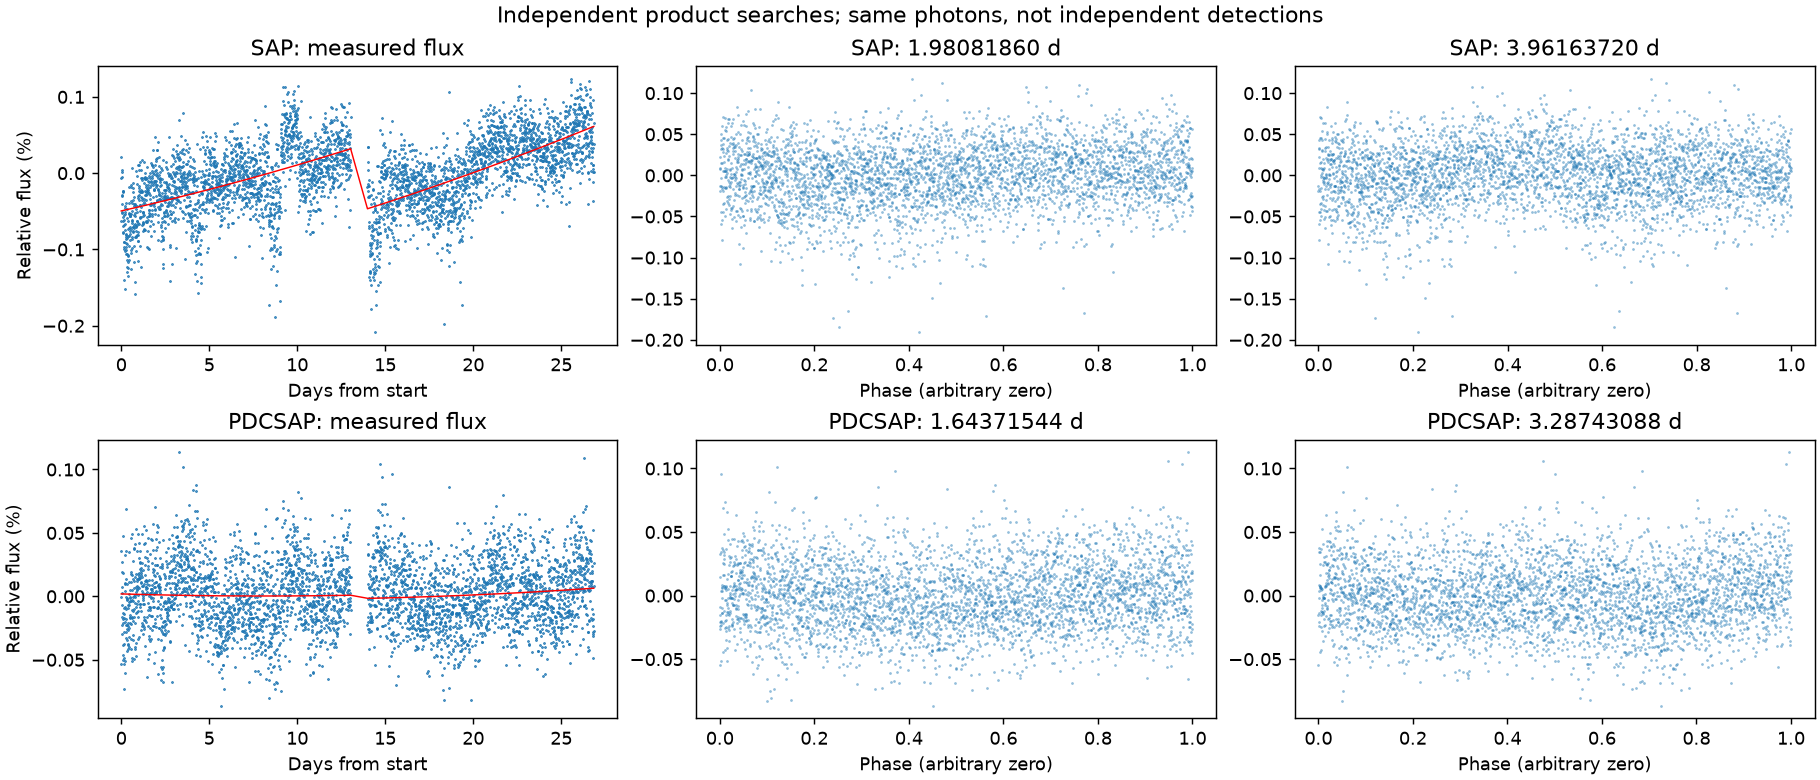 Independent product searches; same photons, not independent detections
SAP: measured flux
SAP: 1.98081860 d
SAP: 3.96163720 d
Relative flux (%)
0.1
0.0
−0.1
−0.2
0 5 10 15 20 25
Days from start
0.10
0.05
0.00
−0.05
−0.10
−0.15
−0.20
0.0 0.2 0.4 0.6 0.8 1.0
Phase (arbitrary zero)
0.10
0.05
0.00
−0.05
−0.10
−0.15
−0.20
0.0 0.2 0.4 0.6 0.8 1.0
Phase (arbitrary zero)
PDCSAP: measured flux
PDCSAP: 1.64371544 d
PDCSAP: 3.28743088 d
Relative flux (%)
0.10
0.05
0.00
−0.05
0 5 10 15 20 25
Days from start
0.10
0.05
0.00
−0.05
0.0 0.2 0.4 0.6 0.8 1.0
Phase (arbitrary zero)
0.10
0.05
0.00
−0.05
0.0 0.2 0.4 0.6 0.8 1.0
Phase (arbitrary zero)